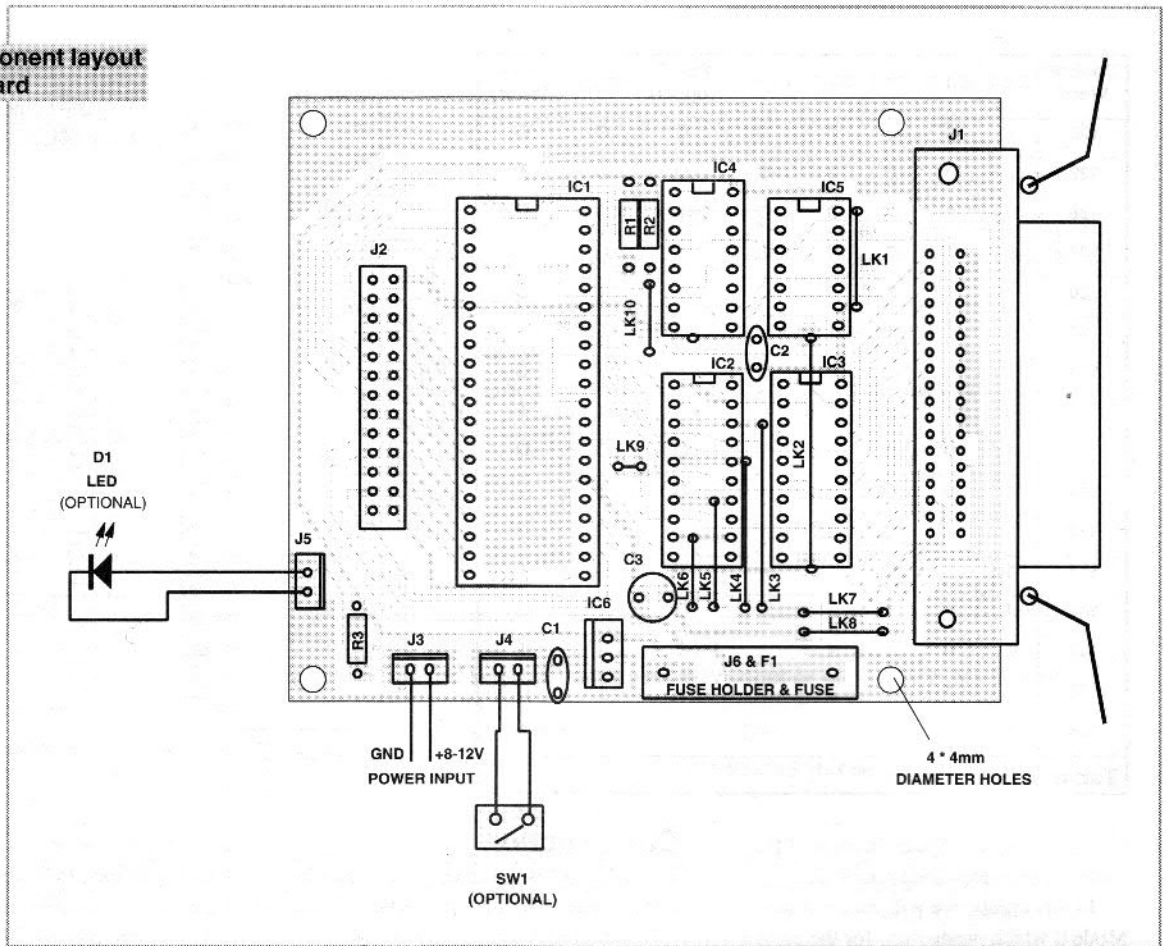 onent layout
ard
J1
IC4
IC1
IC5
R1
R2
J2
LK1
LK10
C2
IC2
IC3
LK9
LK2
D1
LED
(OPTIONAL)
J5
C3
LK6
LK5
LK4
LK3
IC6
LK7
LK8
R3
J3
J4
C1
J6 & F1
FUSE HOLDER & FUSE
GND
+8-12V
POWER INPUT
4 * 4mm
DIAMETER HOLES
SW1
(OPTIONAL)